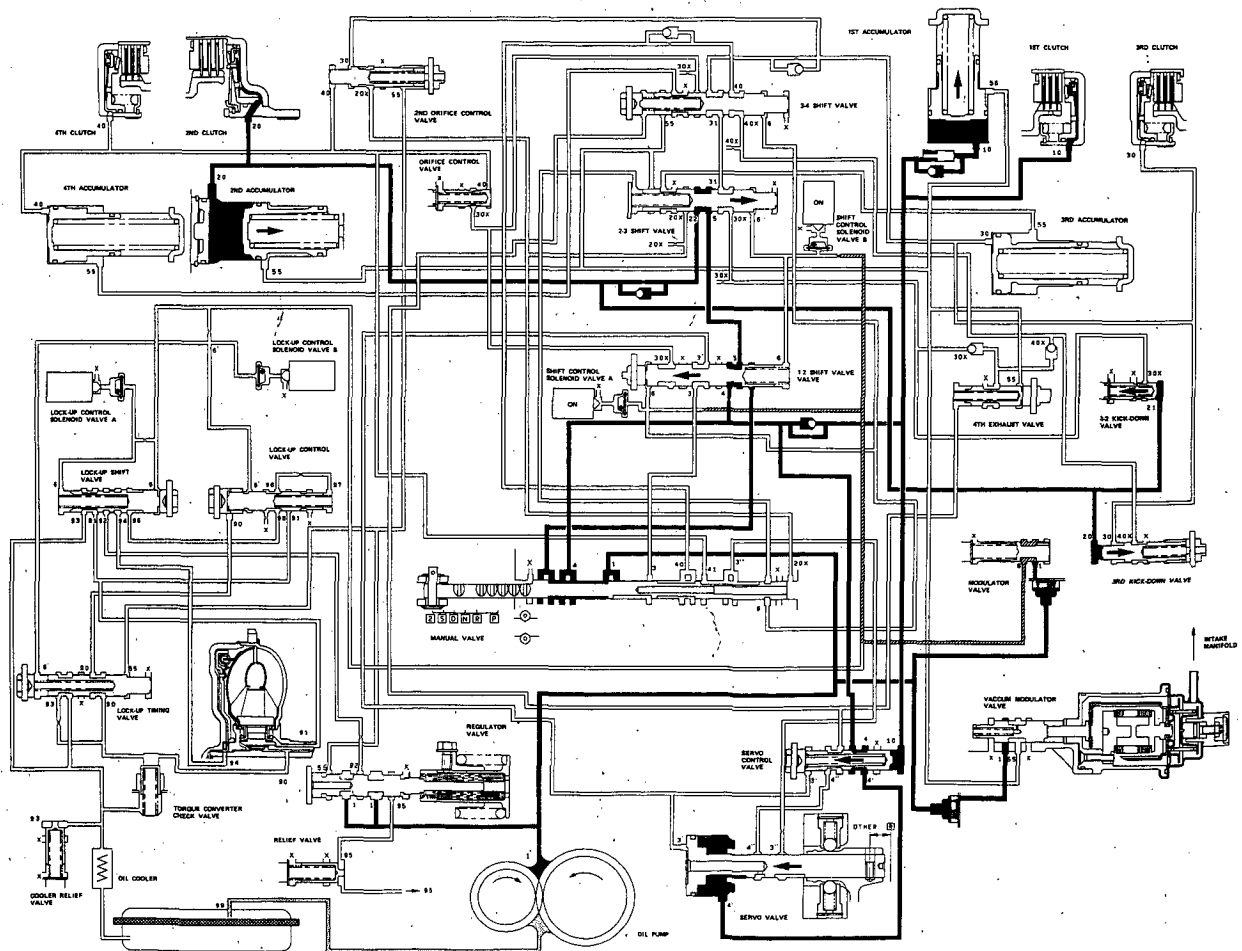 1ST ACCUMULATOR
1ST CLUTCH
3RD CLUTCH
4TH CLUTCH
2ND CLUTCH
2ND ORIFICE CONTROL
VALVE
3-4 SHIFT VALVE
ORIFICE CONTROL
VALVE
4TH ACCUMULATOR
2ND ACCUMULATOR
2-3 SHIFT VALVE
ON
SHIFT
CONTROL
SOLENOID
VALVE B
3RD ACCUMULATOR
LOCK-UP CONTROL
SOLENOID VALVE B
LOCK-UP CONTROL
SOLENOID VALVE A
SHIFT CONTROL
SOLENOID VALVE A
ON
1-2 SHIFT VALVE
VALVE
4TH EXHAUST VALVE
3-2 KICK-DOWN
VALVE
LOCK-UP SHIFT
VALVE
LOCK-UP CONTROL
VALVE
MANUAL VALVE
2 S D N R P
MODULATOR
VALVE
3RD KICK-DOWN VALVE
INTAKE
MANIFOLD
VACCUM MODULATOR
VALVE
LOCK-UP TIMING
VALVE
REGULATOR
VALVE
SERVO
CONTROL
VALVE
TORQUE CONVERTER
CHECK VALVE
RELIEF VALVE
OTHER R
OIL COOLER
COOLER RELIEF
VALVE
SERVO VALVE
OIL PUMP